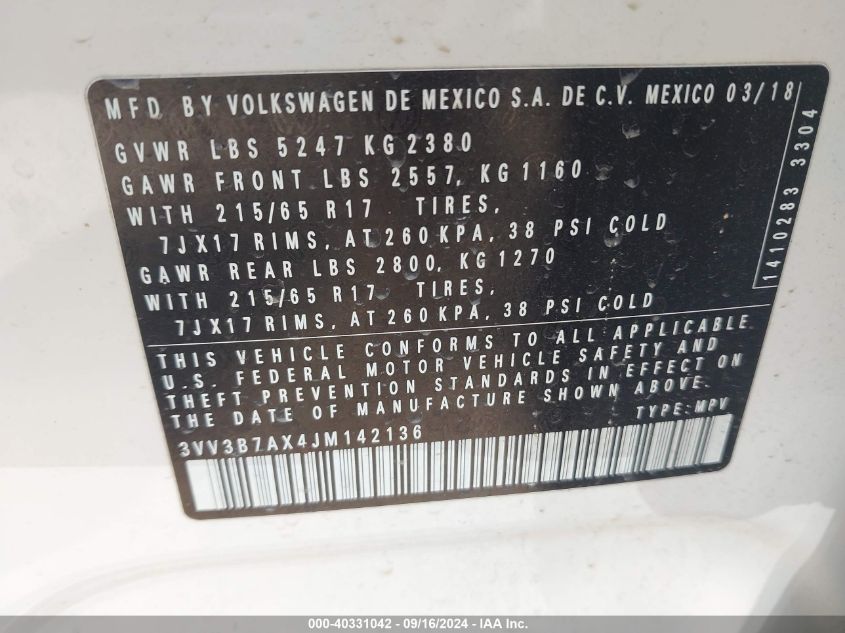 MFD BY VOLKSWAGEN DE MEXICO S.A. DE C.V. MEXICO 03/18
GVWR LBS 5247 KG 2380
GAWR FRONT LBS 2557, KG 1160
WITH 215/65 R17 TIRES,
7JX17 RIMS, AT 260 KPA, 38 PSI COLD
GAWR REAR LBS 2800, KG 1270
WITH 215/65 R17 TIRES,
7JX17 RIMS, AT 260 KPA, 38 PSI COLD
THIS VEHICLE CONFORMS TO ALL APPLICABLE
U.S. FEDERAL MOTOR VEHICLE SAFETY AND
THEFT PREVENTION STANDARDS IN EFFECT ON
THE DATE OF MANUFACTURE SHOWN ABOVE.
TYPE: MPV
3VV3B7AX4JM142136
1410283 3304
000-40331042 - 09/16/2024 - IAA Inc.